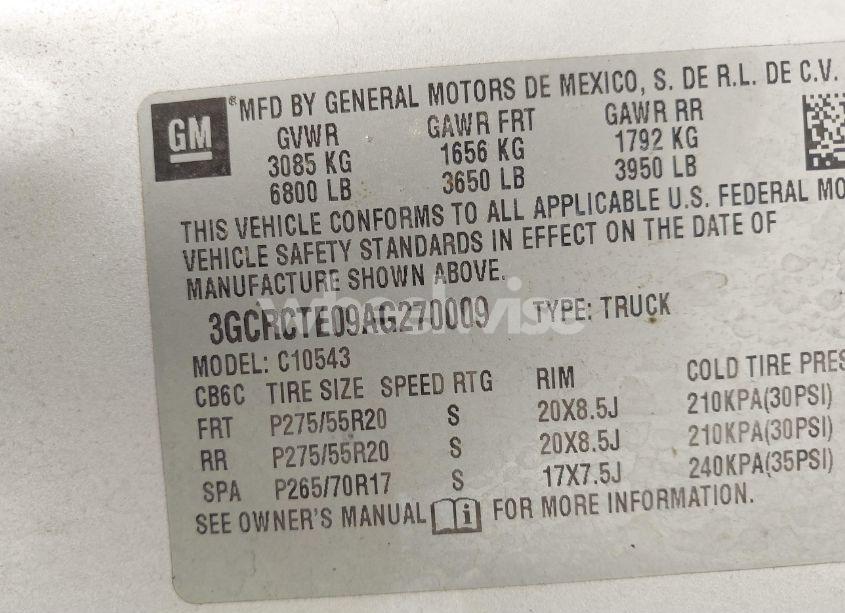 GM
®MFD BY GENERAL MOTORS DE MEXICO, S. DE R.L. DE C.V.
GVWR GAWR FRT GAWR RR
3085 KG 1656 KG 1792 KG
6800 LB 3650 LB 3950 LB
THIS VEHICLE CONFORMS TO ALL APPLICABLE U.S. FEDERAL MO
VEHICLE SAFETY STANDARDS IN EFFECT ON THE DATE OF
MANUFACTURE SHOWN ABOVE.
3GCRCTE09AG270009 TYPE: TRUCK
MODEL: C10543
CB6C TIRE SIZE SPEED RTG RIM COLD TIRE PRES
FRT P275/55R20 S 20X8.5J 210KPA(30PSI)
RR P275/55R20 S 20X8.5J 210KPA(30PSI)
SPA P265/70R17 S 17X7.5J 240KPA(35PSI)
SEE OWNER'S MANUAL i FOR MORE INFORMATION.